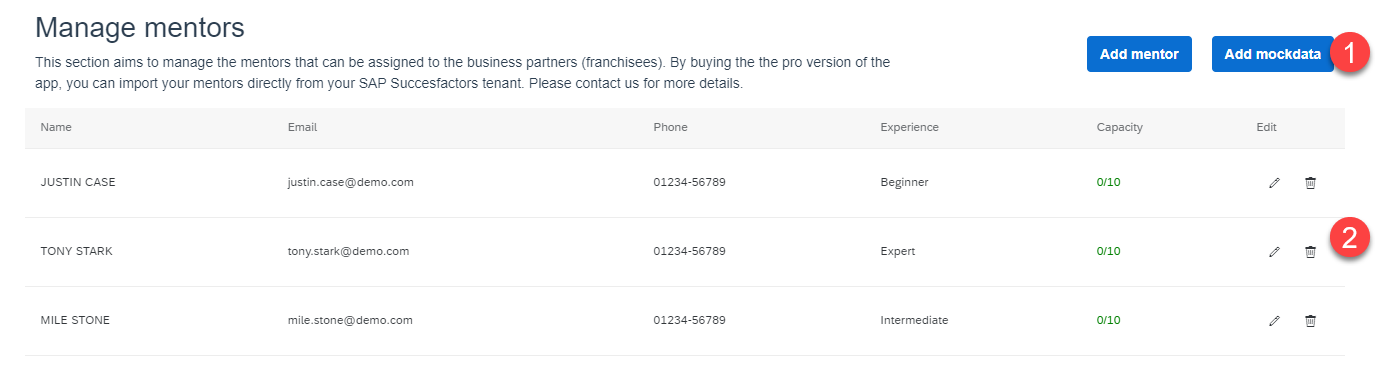 Manage mentors
This section aims to manage the mentors that can be assigned to the business partners (franchisees). By buying the the pro version of the
app, you can import your mentors directly from your SAP Succesfactors tenant. Please contact us for more details.
Add mentor Add mockdata 1
Name Email Phone Experience Capacity Edit
JUSTIN CASE justin.case@demo.com 01234-56789 Beginner 0/10
TONY STARK tony.stark@demo.com 01234-56789 Expert 0/10 2
MILE STONE mile.stone@demo.com 01234-56789 Intermediate 0/10